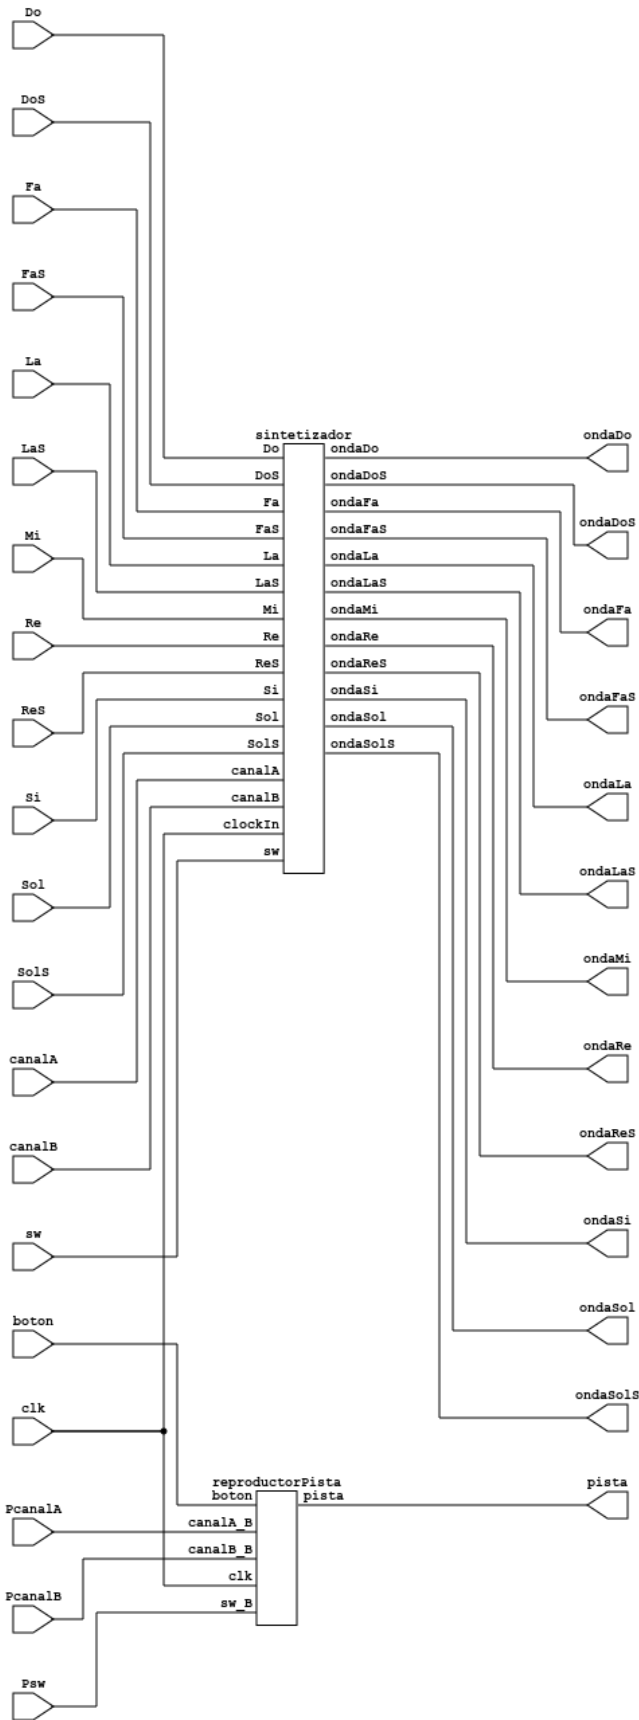 Do
DoS
Fa
FaS
La
LaS
Mi
Re
ReS
Si
Sol
SolS
canalA
canalB
sw
boton
clk
PcanalA
PcanalB
Psw
sintetizador
Do ondaDo
DoS ondaDoS
Fa ondaFa
FaS ondaFaS
La ondaLa
LaS ondaLaS
Mi ondaMi
Re ondaRe
ReS ondaReS
Si ondaSi
Sol ondaSol
SolS ondaSolS
canalA
canalB
clockIn
sw
reproductorPista
boton pista
canalA_B
canalB_B
clk
sw_B
ondaDo
ondaDoS
ondaFa
ondaFaS
ondaLa
ondaLaS
ondaMi
ondaRe
ondaReS
ondaSi
ondaSol
ondaSolS
pista